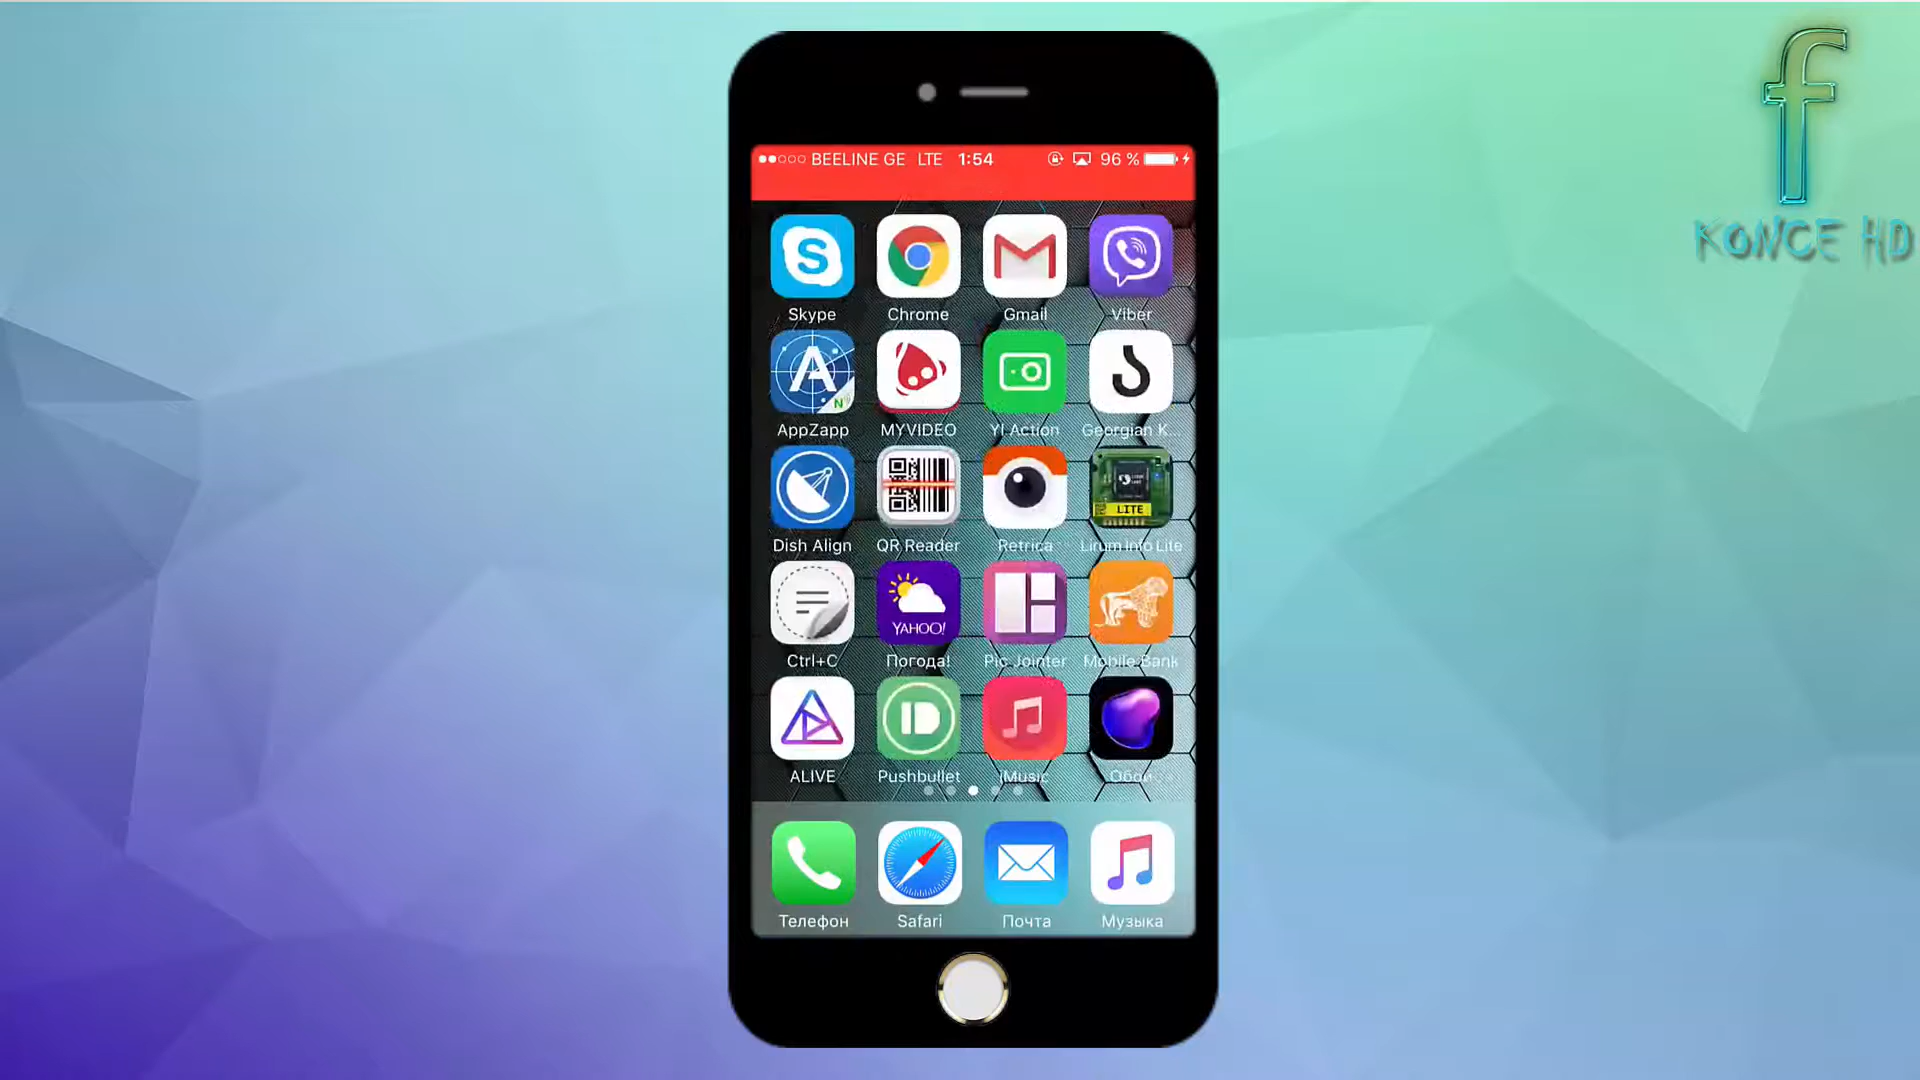 f
KONCE HD
BEELINE GE LTE 1:54 96 %
Skype Chrome Gmail Viber
AppZapp MYVIDEO YI Action Georgian K...
Dish Align QR Reader Retrica Lirum Info Lite
LITE
YAHOO!
Ctrl+C Погода! Pic Jointer Mobile Bank
ALIVE Pushbullet iMusic
Телефон Safari Почта Музыка